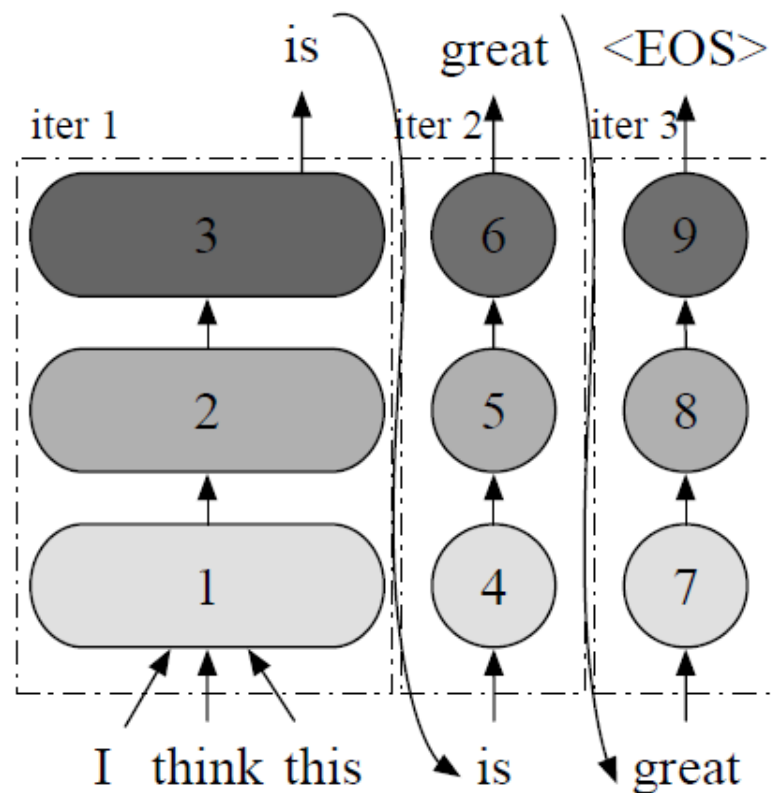 is great <EOS>
iter 1 iter 2 iter 3
3 6 9
2 5 8
1 4 7
I think this is great